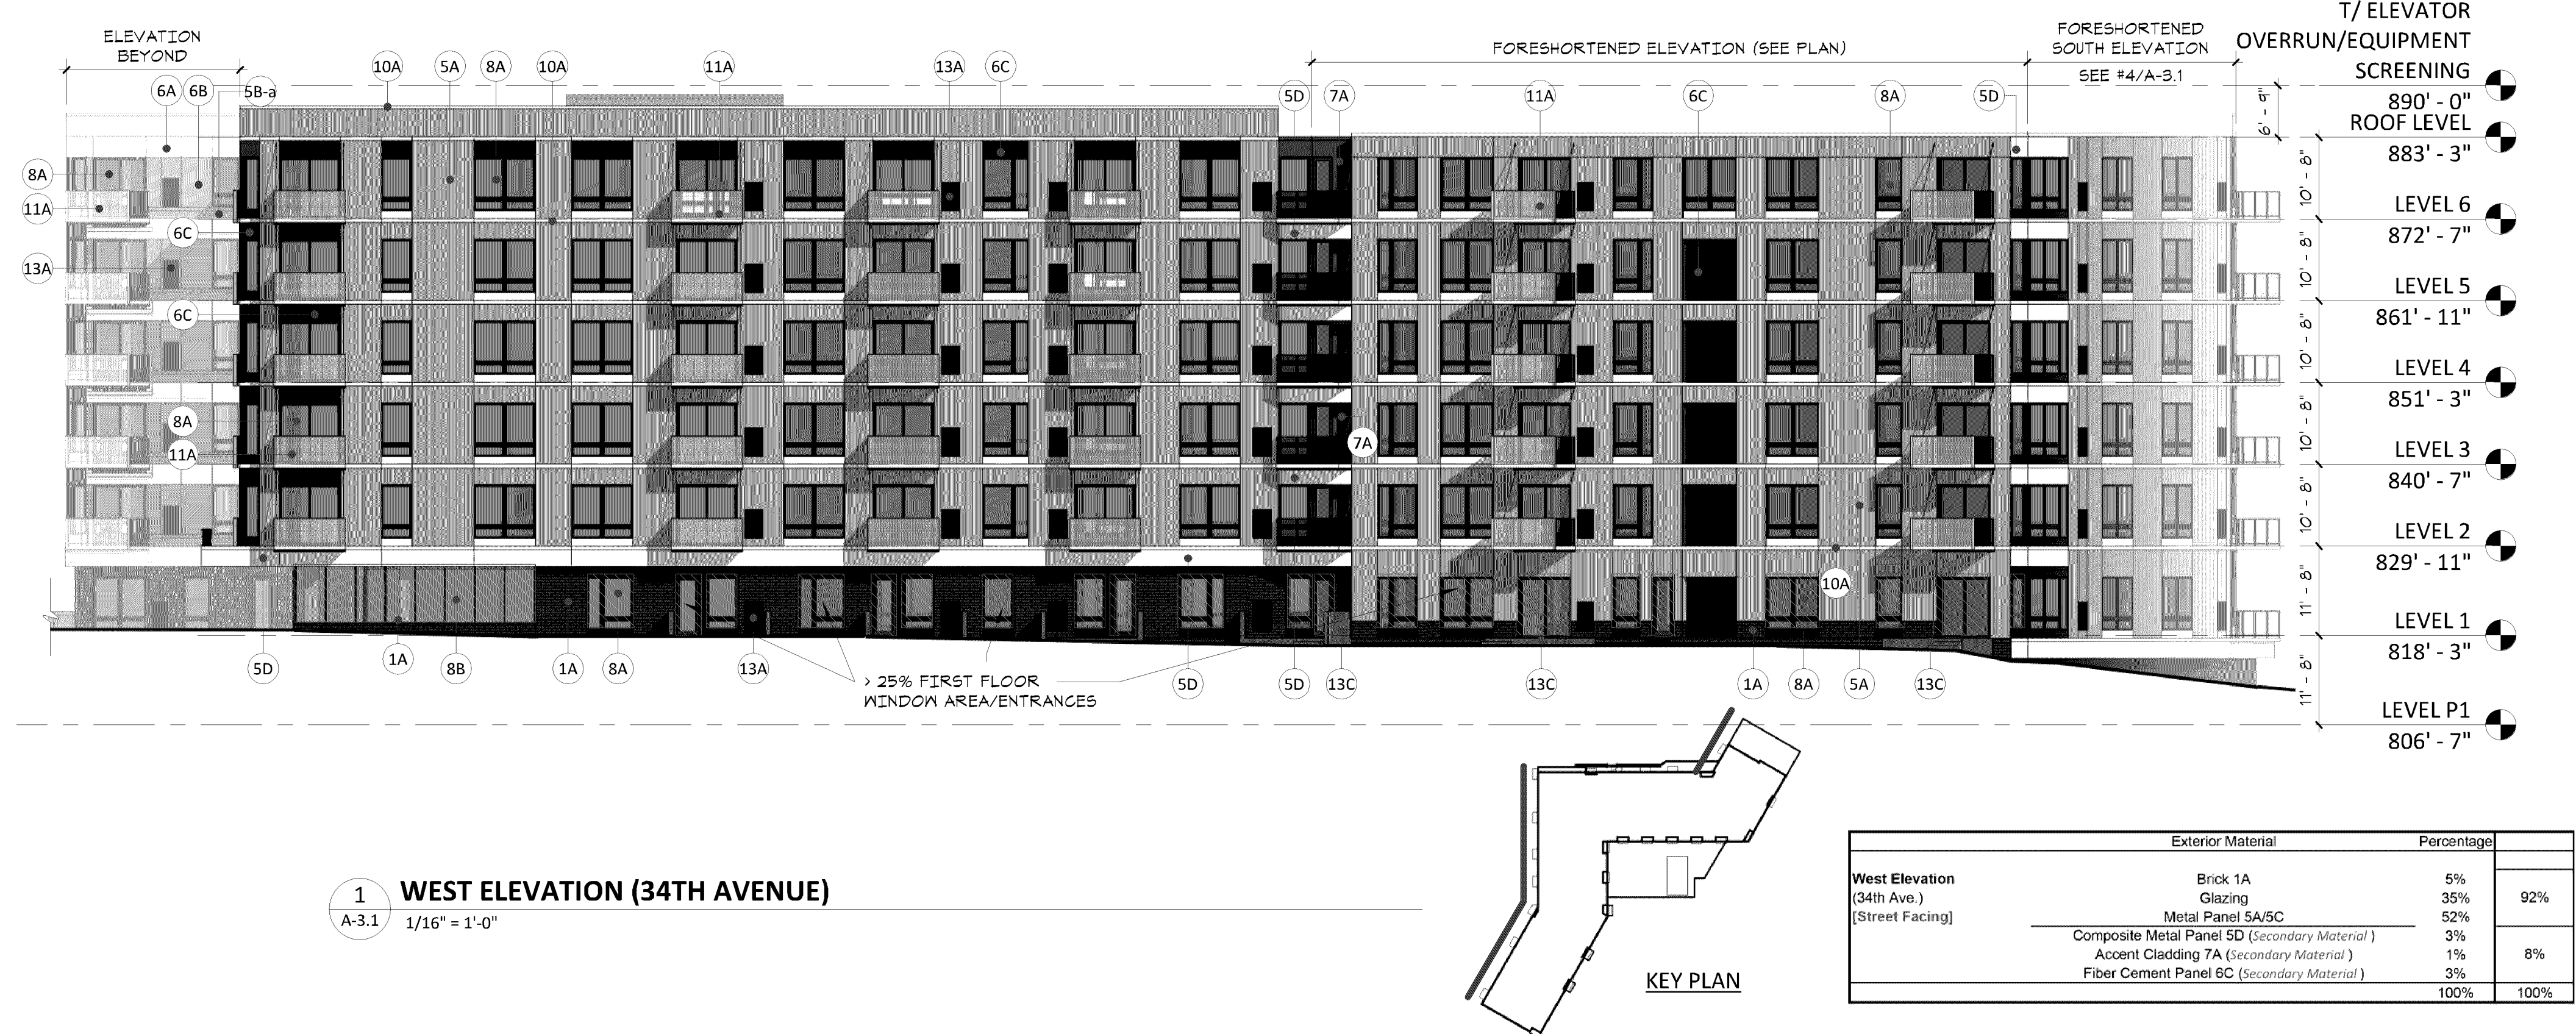 ELEVATION
BEYOND
FORESHORTENED ELEVATION (SEE PLAN)
FORESHORTENED
SOUTH ELEVATION
SEE #4/A-3.1
T/ ELEVATOR
OVERRUN/EQUIPMENT
SCREENING
890' - 0"
6' - 9"
ROOF LEVEL
883' - 3"
10' - 8"
LEVEL 6
872' - 7"
10' - 8"
LEVEL 5
861' - 11"
10' - 8"
LEVEL 4
851' - 3"
10' - 8"
LEVEL 3
840' - 7"
10' - 8"
LEVEL 2
829' - 11"
11' - 8"
LEVEL 1
818' - 3"
11' - 8"
LEVEL P1
806' - 7"
10A 5A 8A 10A 11A 13A 6C
6A 6B 5B-a 5D 7A 11A 6C 8A 5D
8A
11A
6C
13A
6C
8A
7A
11A
10A
5D 1A 8B 1A 8A 13A 5D 5D 13C 13C 1A 8A 5A 13C
> 25% FIRST FLOOR
WINDOW AREA/ENTRANCES
1
A-3.1
WEST ELEVATION (34TH AVENUE)
1/16" = 1'-0"
KEY PLAN
Exterior Material Percentage
West Elevation Brick 1A 5%
(34th Ave.) Glazing 35% 92%
[Street Facing] Metal Panel 5A/5C 52%
Composite Metal Panel 5D (Secondary Material ) 3%
Accent Cladding 7A (Secondary Material ) 1% 8%
Fiber Cement Panel 6C (Secondary Material ) 3%
100% 100%